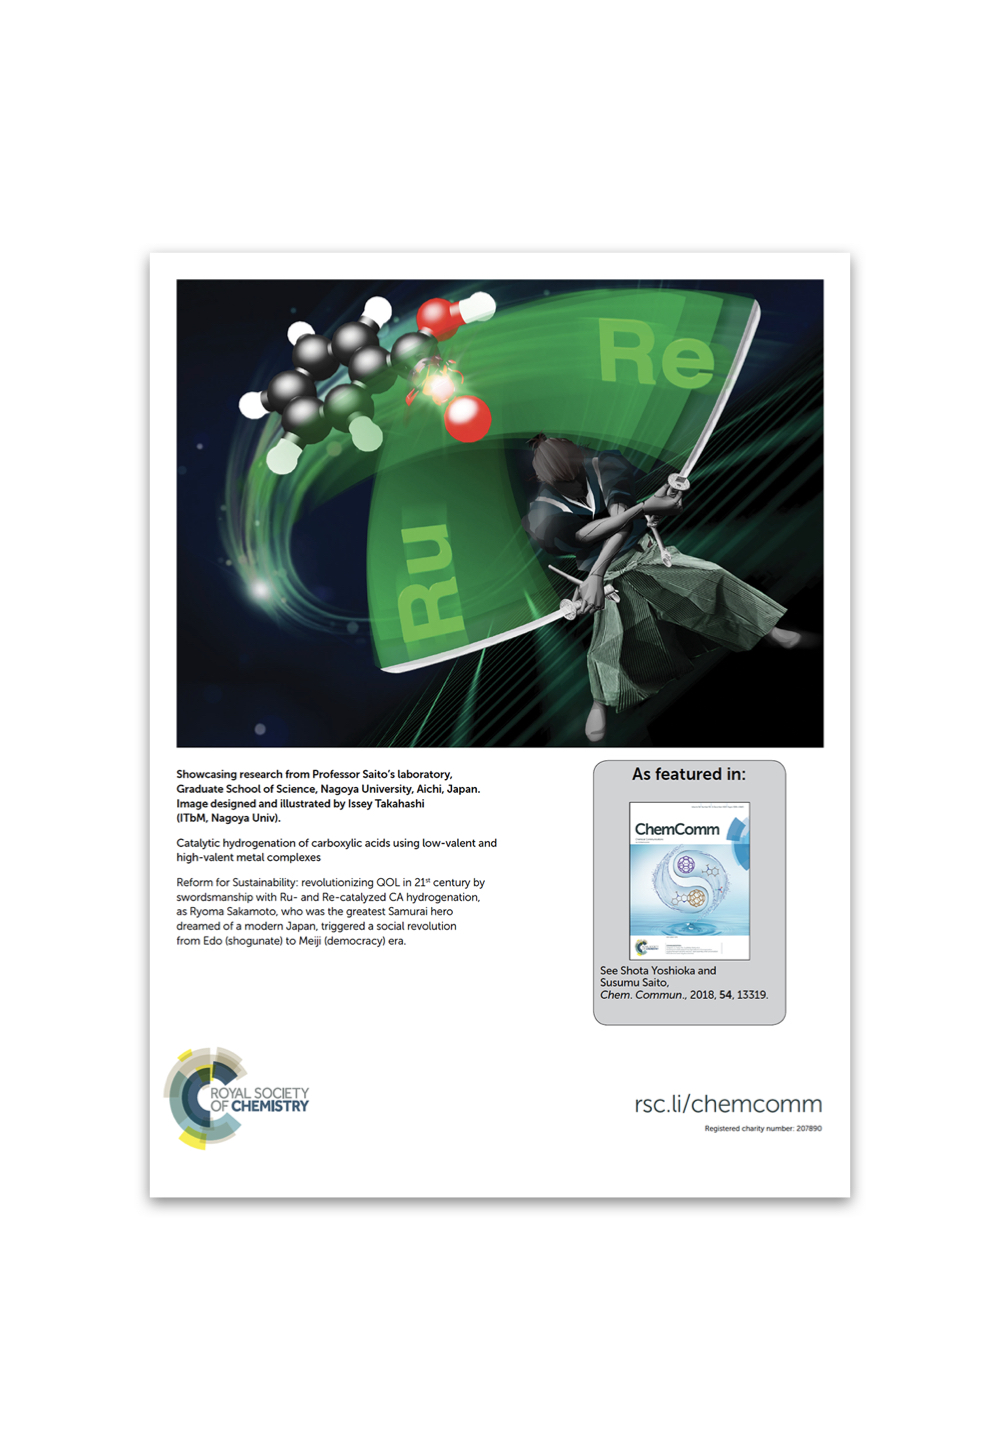 Re
Ru
Showcasing research from Professor Saito's laboratory,
Graduate School of Science, Nagoya University, Aichi, Japan.
Image designed and illustrated by Issey Takahashi
(ITbM, Nagoya Univ).
Catalytic hydrogenation of carboxylic acids using low-valent and
high-valent metal complexes
Reform for Sustainability: revolutionizing QOL in 21st century by
swordsmanship with Ru- and Re-catalyzed CA hydrogenation,
as Ryoma Sakamoto, who was the greatest Samurai hero
dreamed of a modern Japan, triggered a social revolution
from Edo (shogunate) to Meiji (democracy) era.
As featured in:
ChemComm
See Shota Yoshioka and
Susumu Saito,
Chem. Commun., 2018, 54, 13319.
ROYAL SOCIETY
OF CHEMISTRY
rsc.li/chemcomm
Registered charity number: 207890